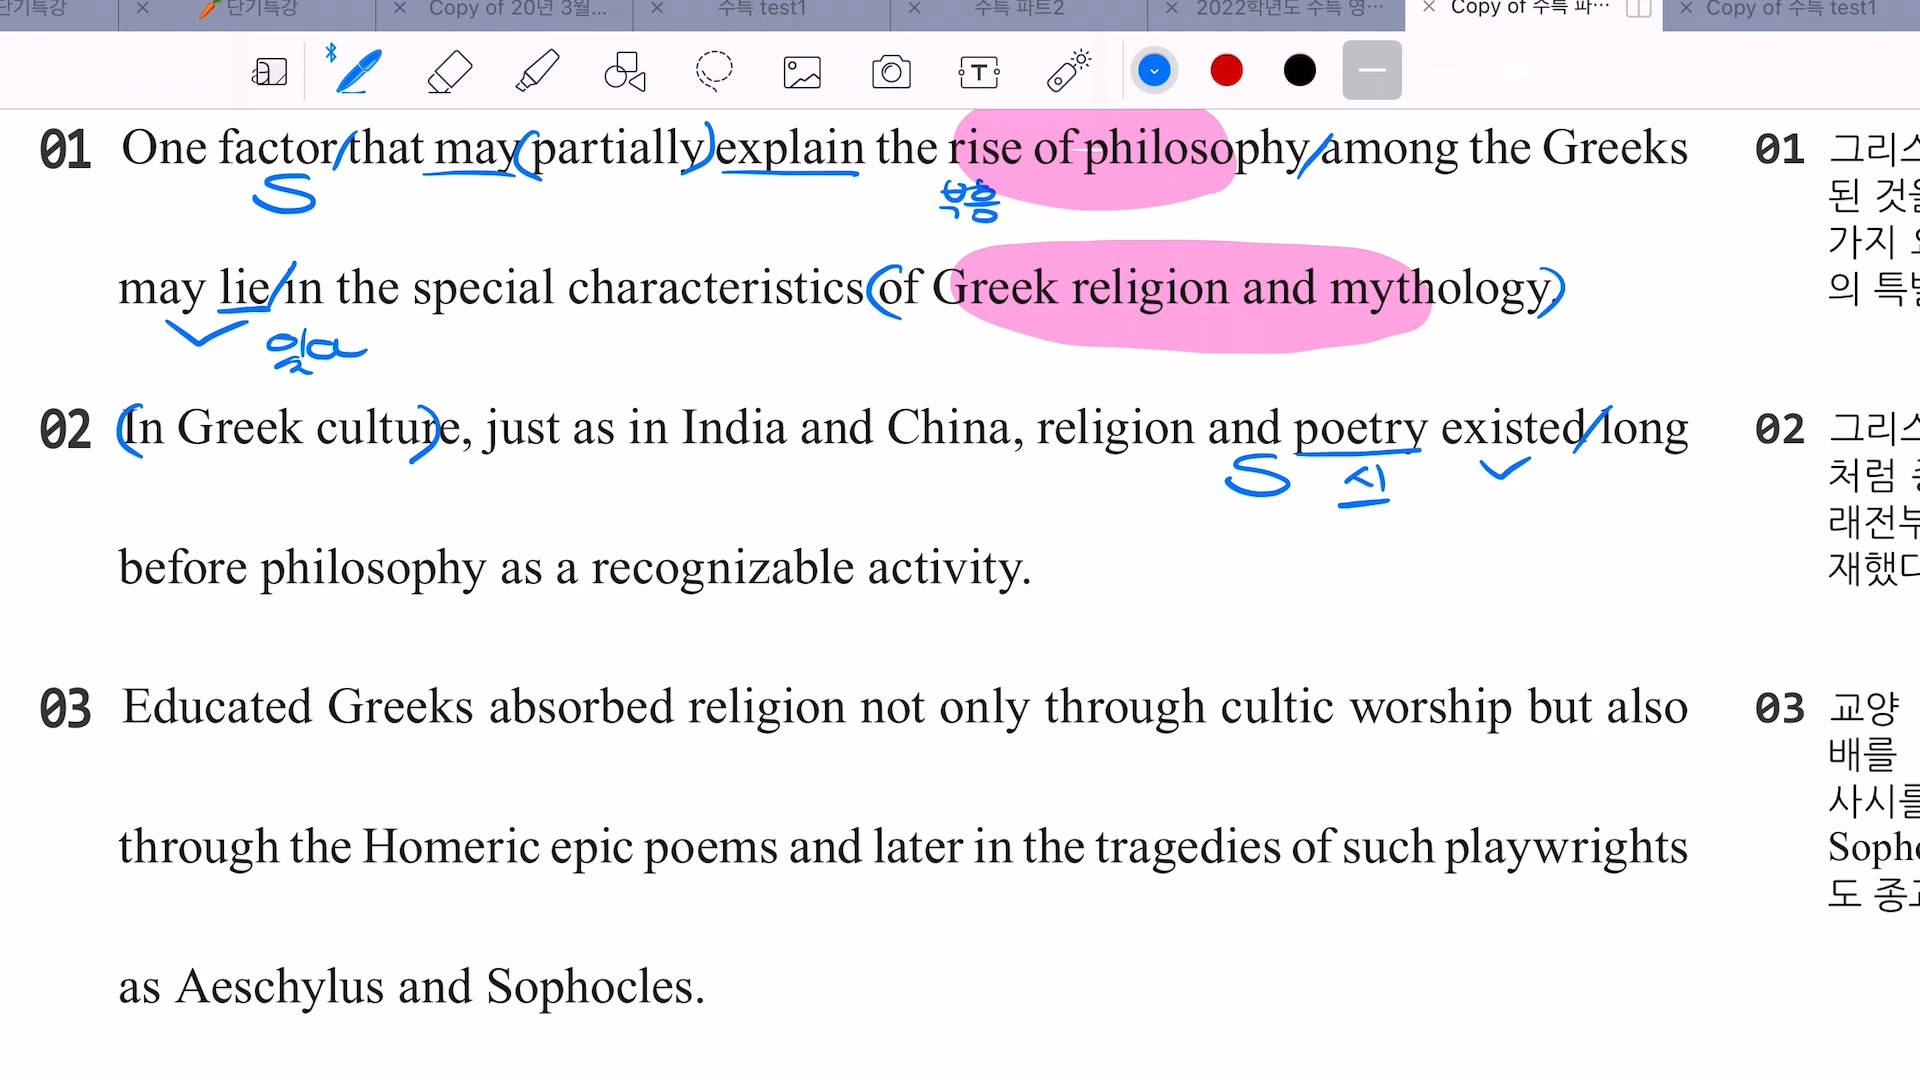 단기특강
단기특강
Copy of 20년 3월...
수특 test1
수특 파트2
2022학년도 수특 영...
Copy of 수특 파...
Copy of 수특 test1
01 One factor that may partially explain the rise of philosophy among the Greeks
S
부흥
may lie in the special characteristics of Greek religion and mythology.
02 In Greek culture, just as in India and China, religion and poetry existed long
S 시
before philosophy as a recognizable activity.
03 Educated Greeks absorbed religion not only through cultic worship but also
through the Homeric epic poems and later in the tragedies of such playwrights
as Aeschylus and Sophocles.
01 그리스
된 것을
가지
의
02 그리스
처럼
래전부
재했다
03 교양
배를
사시를
Sopho
도